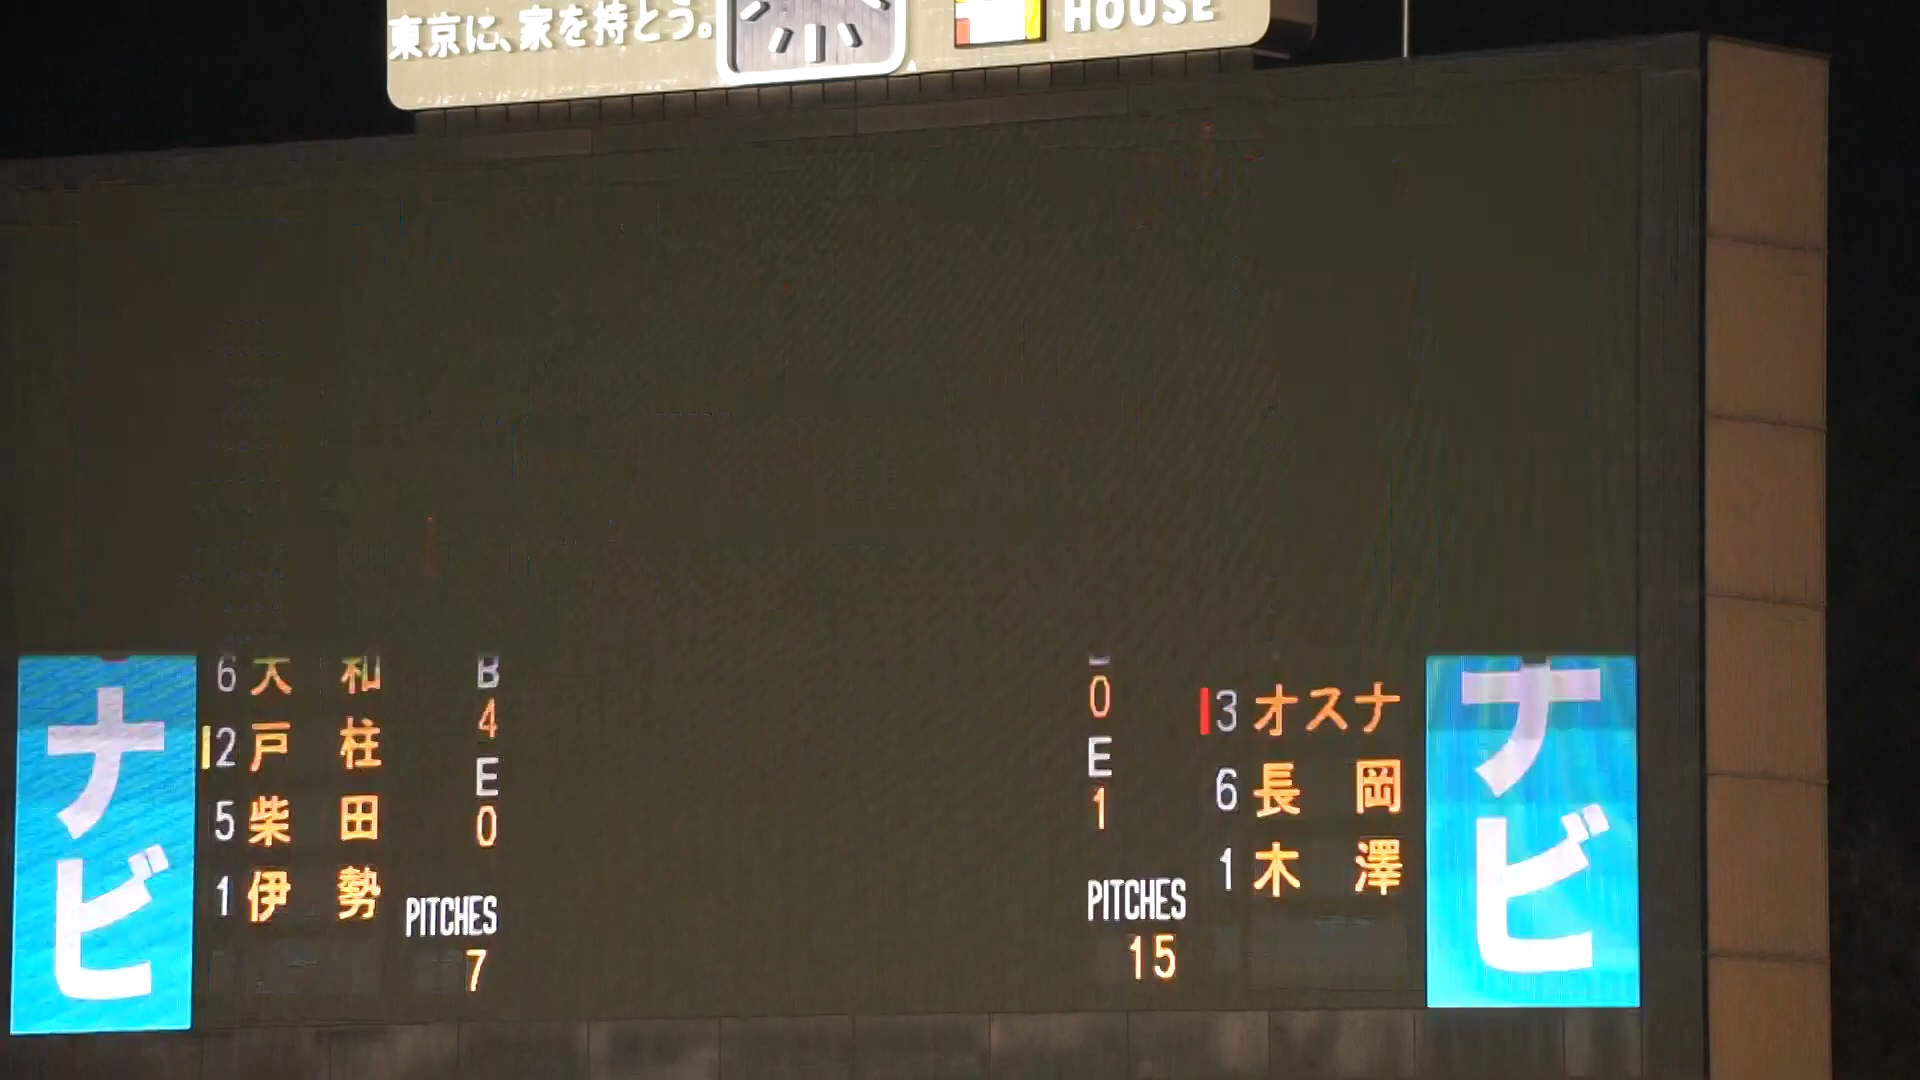 東京に、家を持とう。
HOUSE
ナビ
6 大 和
2 戸 柱
5 柴 田
1 伊 勢
B
4
E
0
PITCHES
7
0
E
1
PITCHES
15
3 オスナ
6 長 岡
1 木 澤
ナビ